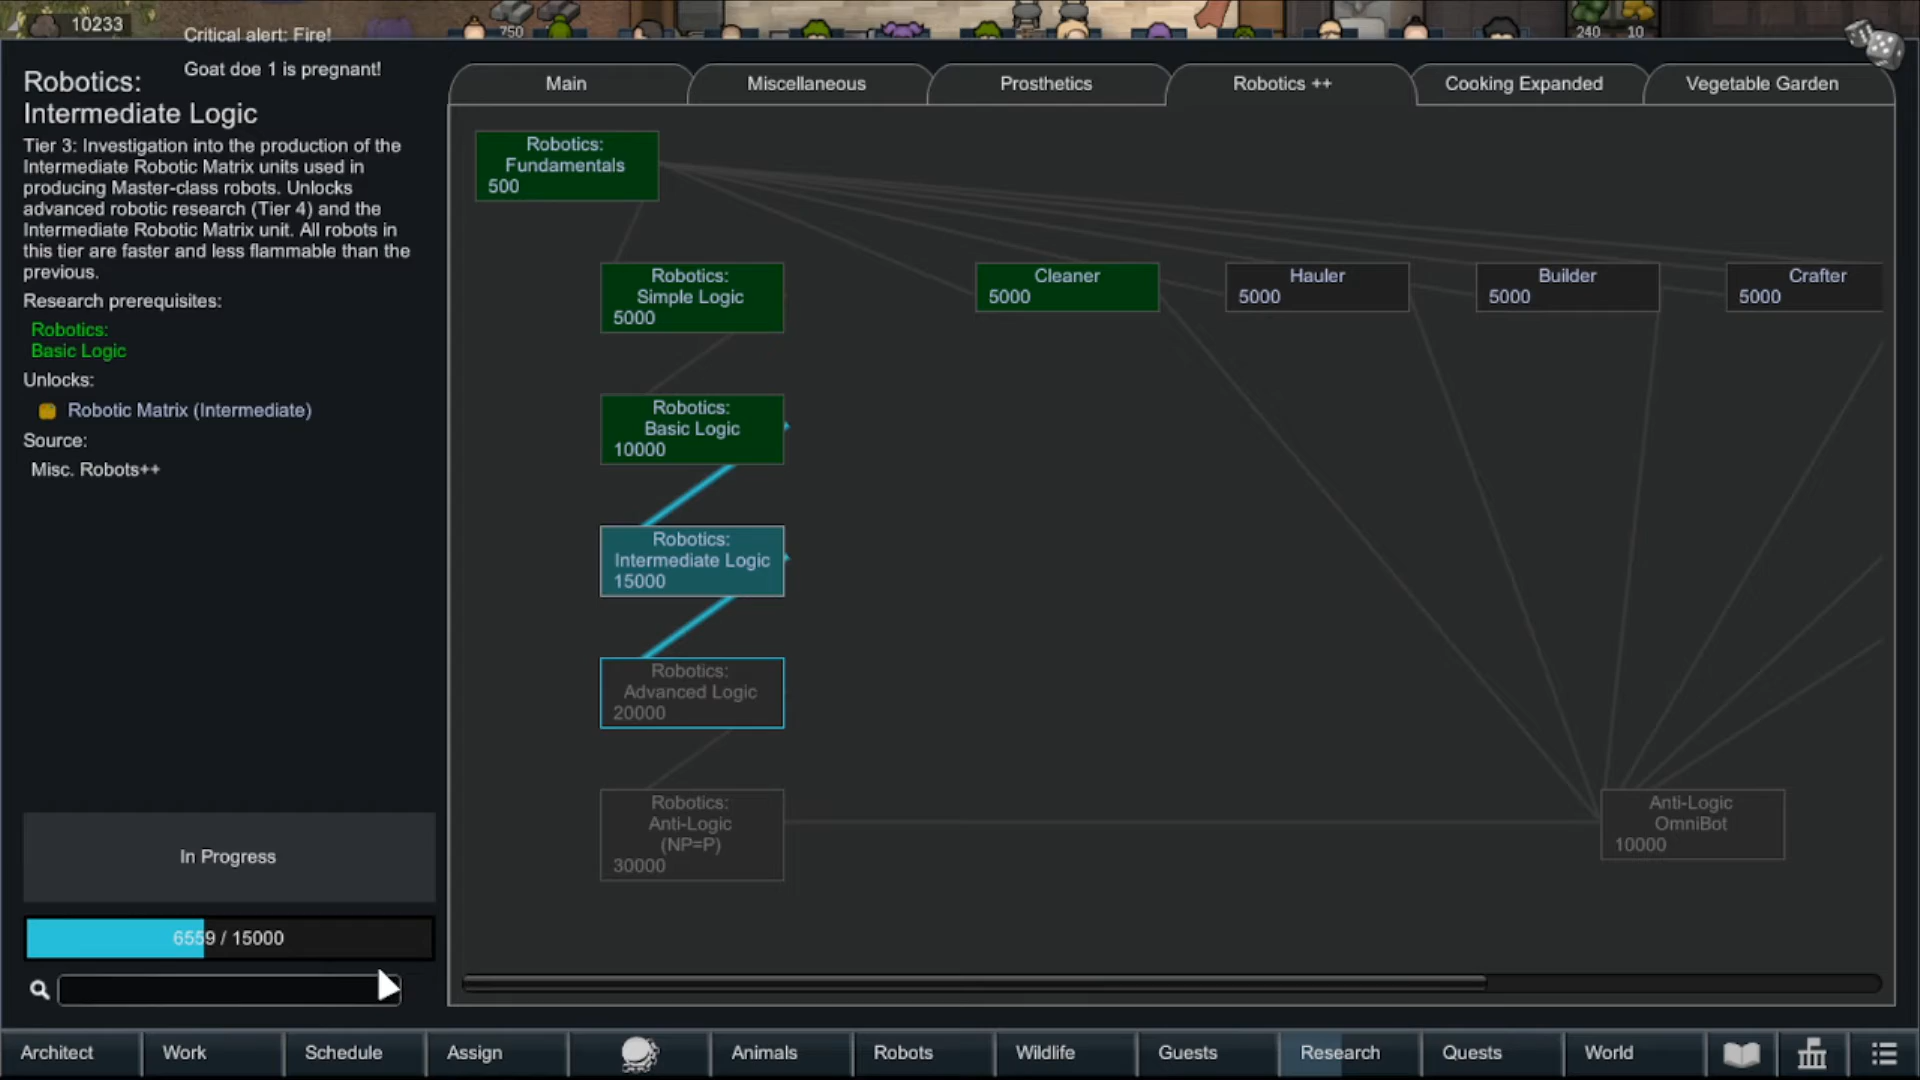 10233
Critical alert: Fire!
Goat doe 1 is pregnant!
750
240 10
Robotics:
Intermediate Logic
Tier 3: Investigation into the production of the
Intermediate Robotic Matrix units used in
producing Master-class robots. Unlocks
advanced robotic research (Tier 4) and the
Intermediate Robotic Matrix unit. All robots in
this tier are faster and less flammable than the
previous.
Research prerequisites:
Robotics:
Basic Logic
Unlocks:
Robotic Matrix (Intermediate)
Source:
Misc. Robots++
In Progress
6559 / 15000
Main
Miscellaneous
Prosthetics
Robotics ++
Cooking Expanded
Vegetable Garden
Robotics:
Fundamentals
500
Robotics:
Simple Logic
5000
Cleaner
5000
Hauler
5000
Builder
5000
Crafter
5000
Robotics:
Basic Logic
10000
Robotics:
Intermediate Logic
15000
Robotics:
Advanced Logic
20000
Robotics:
Anti-Logic
(NP=P)
30000
Anti-Logic
OmniBot
10000
Architect
Work
Schedule
Assign
Animals
Robots
Wildlife
Guests
Research
Quests
World